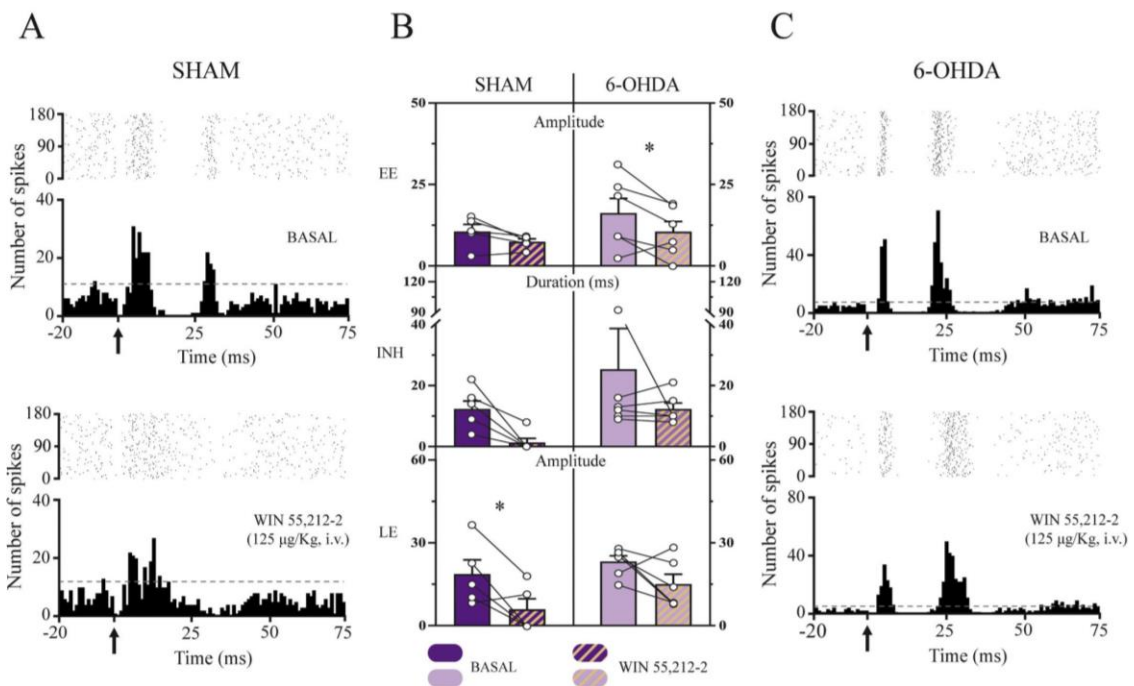 A
SHAM
180
90
0
Number of spikes
40
20
0
BASAL
-20
25
75
Time (ms)
180
90
0
Number of spikes
40
20
0
WIN 55,212-2
(125 µg/Kg, i.v.)
-20
25
75
Time (ms)
B
SHAM
6-OHDA
50
50
Amplitude
*
EE
25
25
0
0
Duration (ms)
120
120
90
90
40
40
INH
20
20
0
0
Amplitude
60
60
*
LE
30
30
0
0
BASAL
WIN 55,212-2
C
6-OHDA
180
90
0
Number of spikes
80
40
0
BASAL
-20
25
50
75
Time (ms)
180
90
0
Number of spikes
80
40
0
WIN 55,212-2
(125 µg/Kg, i.v.)
-20
25
50
75
Time (ms)